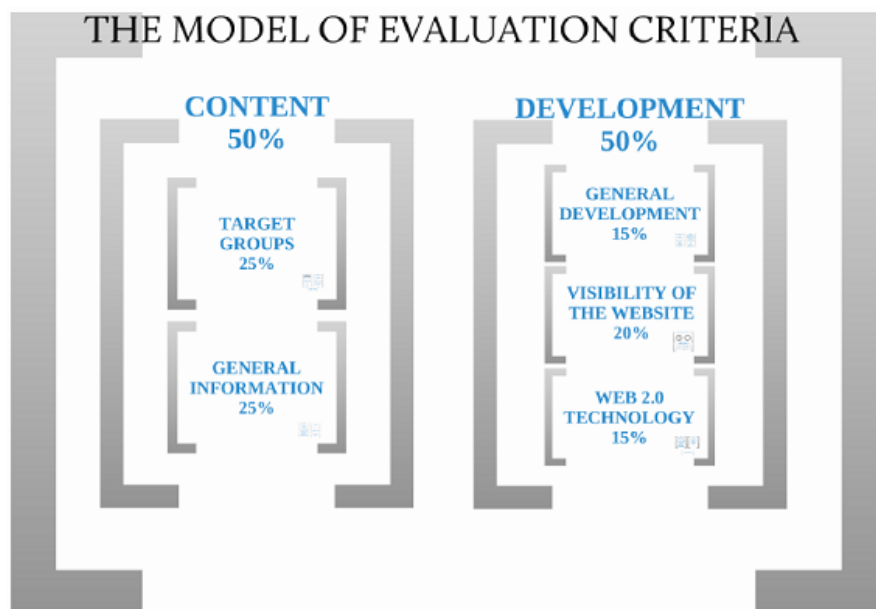 THE MODEL OF EVALUATION CRITERIA
CONTENT
50%
TARGET
GROUPS
25%
GENERAL
INFORMATION
25%
DEVELOPMENT
50%
GENERAL
DEVELOPMENT
15%
VISIBILITY OF
THE WEBSITE
20%
WEB 2.0
TECHNOLOGY
15%